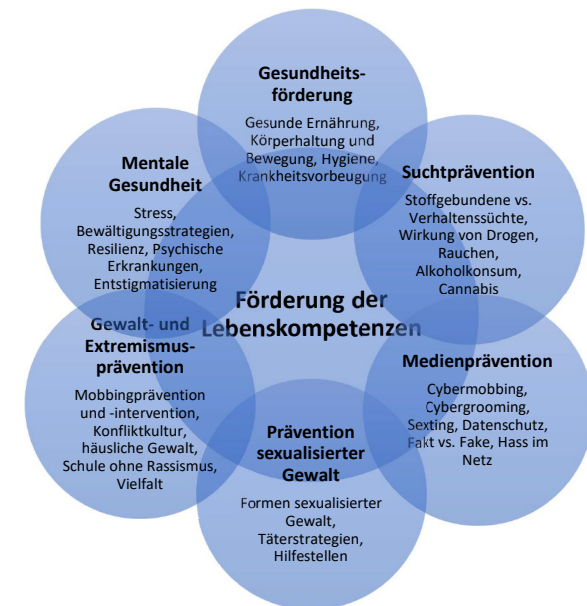 Gesundheits-
förderung
Gesunde Ernährung,
Körperhaltung und
Bewegung, Hygiene,
Krankheitsvorbeugung
Suchtprävention
Stoffgebundene vs.
Verhaltenssüchte,
Wirkung von Drogen,
Rauchen,
Alkoholkonsum,
Cannabis
Medienprävention
Cybermobbing,
Cybergrooming,
Sexting, Datenschutz,
Fakt vs. Fake, Hass im
Netz
Prävention
sexualisierter
Gewalt
Formen sexualisierter
Gewalt,
Täterstrategien,
Hilfestellen
Gewalt- und
Extremismus-
prävention
Mobbingprävention
und -intervention,
Konfliktkultur,
häusliche Gewalt,
Schule ohne Rassismus,
Vielfalt
Mentale
Gesundheit
Stress,
Bewältigungsstrategien,
Resilienz, Psychische
Erkrankungen,
Entstigmatisierung
Förderung der
Lebenskompetenzen